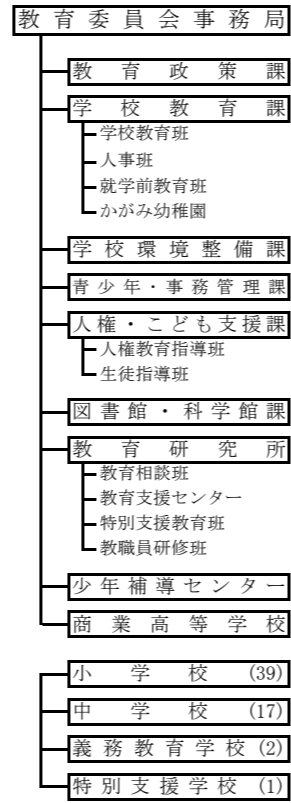 教育委員会事務局
教育政策課
学校教育課
学校教育班
人事班
就学前教育班
かがみ幼稚園
学校環境整備課
青少年・事務管理課
人権・こども支援課
人権教育指導班
生徒指導班
図書館・科学館課
教育研究所
教育相談班
教育支援センター
特別支援教育班
教職員研修班
少年補導センター
商業高等学校
小学校(39)
中学校(17)
義務教育学校(2)
特別支援学校(1)